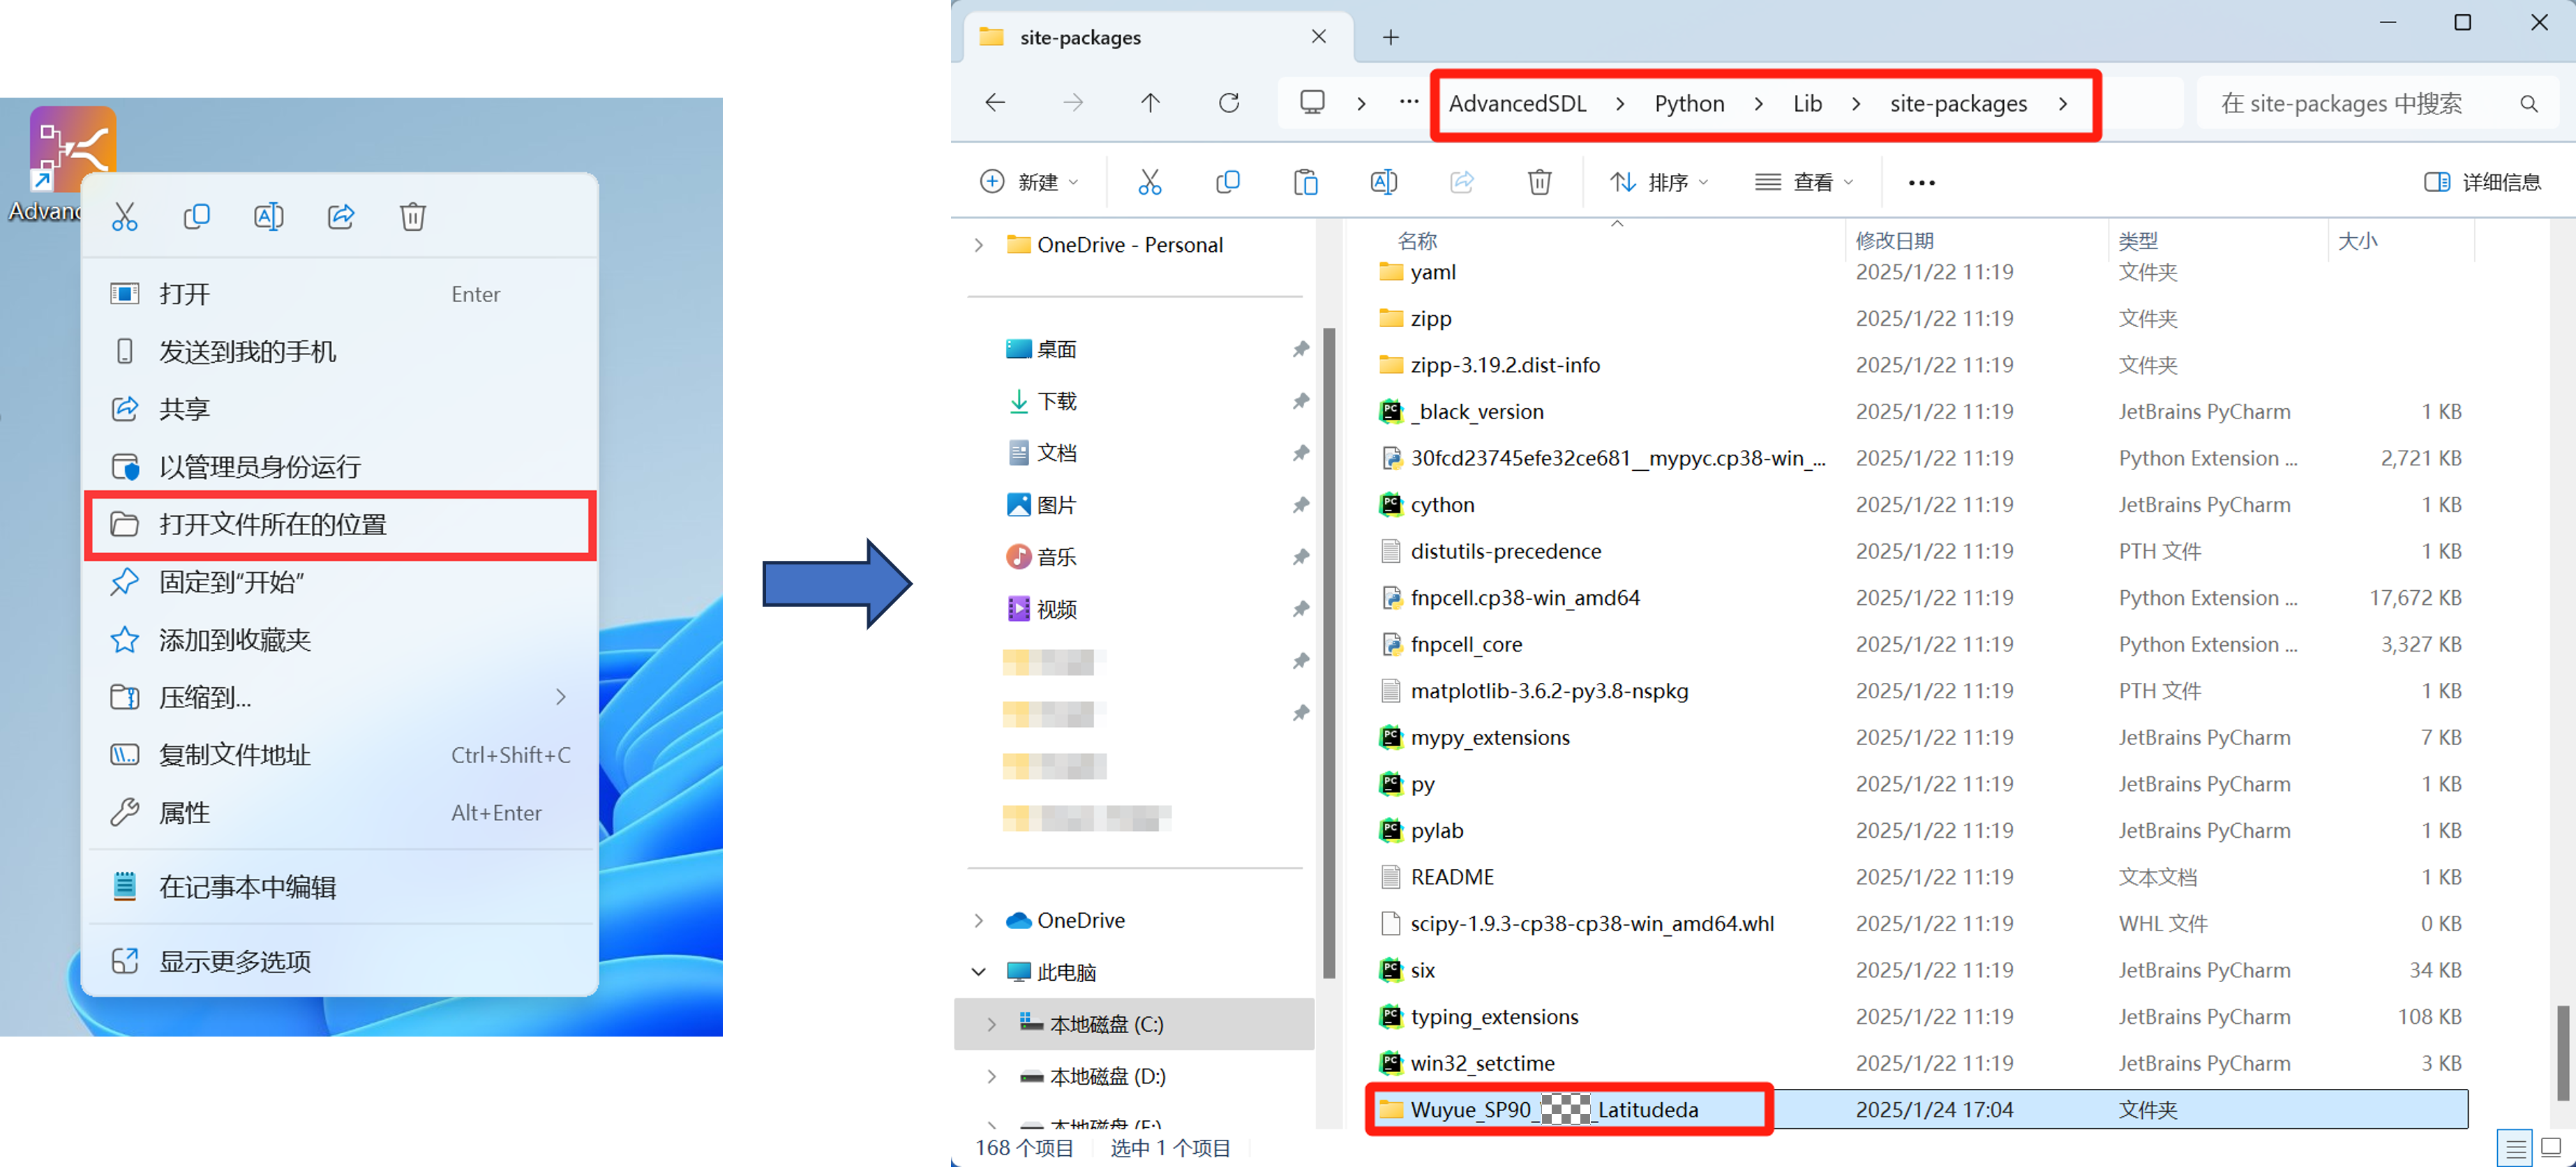 Advanc
打开 Enter
发送到我的手机
共享
以管理员身份运行
打开文件所在的位置
固定到“开始”
添加到收藏夹
压缩到...
复制文件地址 Ctrl+Shift+C
属性 Alt+Enter
在记事本中编辑
显示更多选项
site-packages
AdvancedSDL > Python > Lib > site-packages >
在 site-packages 中搜索
新建
排序
查看
详细信息
OneDrive - Personal
桌面
下载
文档
图片
音乐
视频
OneDrive
此电脑
本地磁盘 (C:)
本地磁盘 (D:)
本地磁盘 (E:)
名称 修改日期 类型 大小
yaml 2025/1/22 11:19 文件夹
zipp 2025/1/22 11:19 文件夹
zipp-3.19.2.dist-info 2025/1/22 11:19 文件夹
_black_version 2025/1/22 11:19 JetBrains PyCharm 1 KB
30fcd23745efe32ce681__mypyc.cp38-win_... 2025/1/22 11:19 Python Extension ... 2,721 KB
cython 2025/1/22 11:19 JetBrains PyCharm 1 KB
distutils-precedence 2025/1/22 11:19 PTH 文件 1 KB
fnpcell.cp38-win_amd64 2025/1/22 11:19 Python Extension ... 17,672 KB
fnpcell_core 2025/1/22 11:19 Python Extension ... 3,327 KB
matplotlib-3.6.2-py3.8-nspkg 2025/1/22 11:19 PTH 文件 1 KB
mypy_extensions 2025/1/22 11:19 JetBrains PyCharm 7 KB
py 2025/1/22 11:19 JetBrains PyCharm 1 KB
pylab 2025/1/22 11:19 JetBrains PyCharm 1 KB
README 2025/1/22 11:19 文本文档 1 KB
scipy-1.9.3-cp38-cp38-win_amd64.whl 2025/1/22 11:19 WHL 文件 0 KB
six 2025/1/22 11:19 JetBrains PyCharm 34 KB
typing_extensions 2025/1/22 11:19 JetBrains PyCharm 108 KB
win32_setctime 2025/1/22 11:19 JetBrains PyCharm 3 KB
Wuyue_SP90_ _Latitudeda 2025/1/24 17:04 文件夹
168 个项目 选中 1 个项目